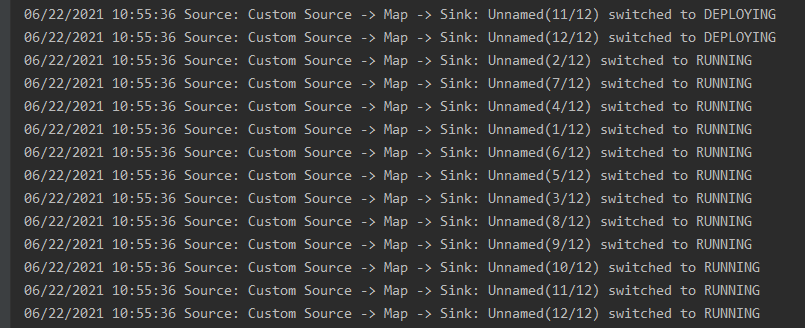 06/22/2021 10:55:36 Source: Custom Source -> Map -> Sink: Unnamed(11/12) switched to DEPLOYING
06/22/2021 10:55:36 Source: Custom Source -> Map -> Sink: Unnamed(12/12) switched to DEPLOYING
06/22/2021 10:55:36 Source: Custom Source -> Map -> Sink: Unnamed(2/12) switched to RUNNING
06/22/2021 10:55:36 Source: Custom Source -> Map -> Sink: Unnamed(7/12) switched to RUNNING
06/22/2021 10:55:36 Source: Custom Source -> Map -> Sink: Unnamed(4/12) switched to RUNNING
06/22/2021 10:55:36 Source: Custom Source -> Map -> Sink: Unnamed(1/12) switched to RUNNING
06/22/2021 10:55:36 Source: Custom Source -> Map -> Sink: Unnamed(6/12) switched to RUNNING
06/22/2021 10:55:36 Source: Custom Source -> Map -> Sink: Unnamed(5/12) switched to RUNNING
06/22/2021 10:55:36 Source: Custom Source -> Map -> Sink: Unnamed(3/12) switched to RUNNING
06/22/2021 10:55:36 Source: Custom Source -> Map -> Sink: Unnamed(8/12) switched to RUNNING
06/22/2021 10:55:36 Source: Custom Source -> Map -> Sink: Unnamed(9/12) switched to RUNNING
06/22/2021 10:55:36 Source: Custom Source -> Map -> Sink: Unnamed(10/12) switched to RUNNING
06/22/2021 10:55:36 Source: Custom Source -> Map -> Sink: Unnamed(11/12) switched to RUNNING
06/22/2021 10:55:36 Source: Custom Source -> Map -> Sink: Unnamed(12/12) switched to RUNNING